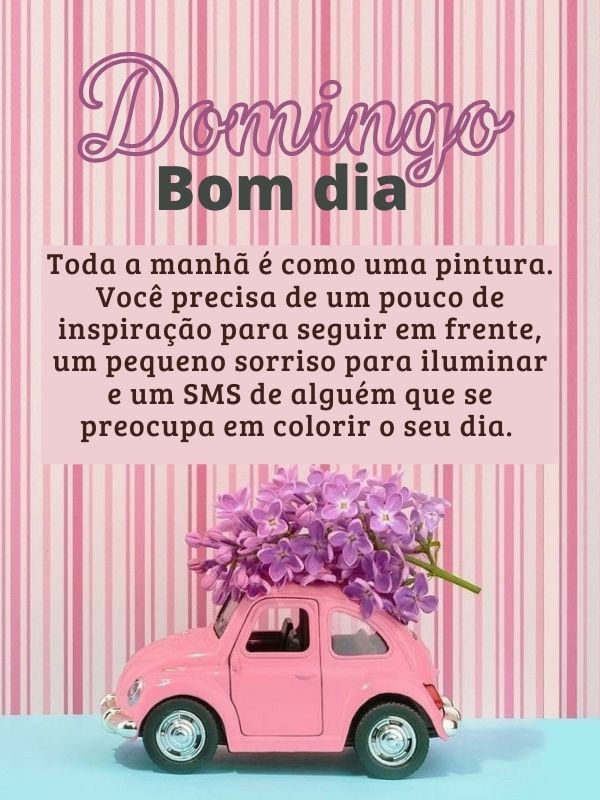 Domingo
Bom dia
Toda a manhã é como uma pintura.
Você precisa de um pouco de
inspiração para seguir em frente,
um pequeno sorriso para iluminar
e um SMS de alguém que se
preocupa em colorir o seu dia.